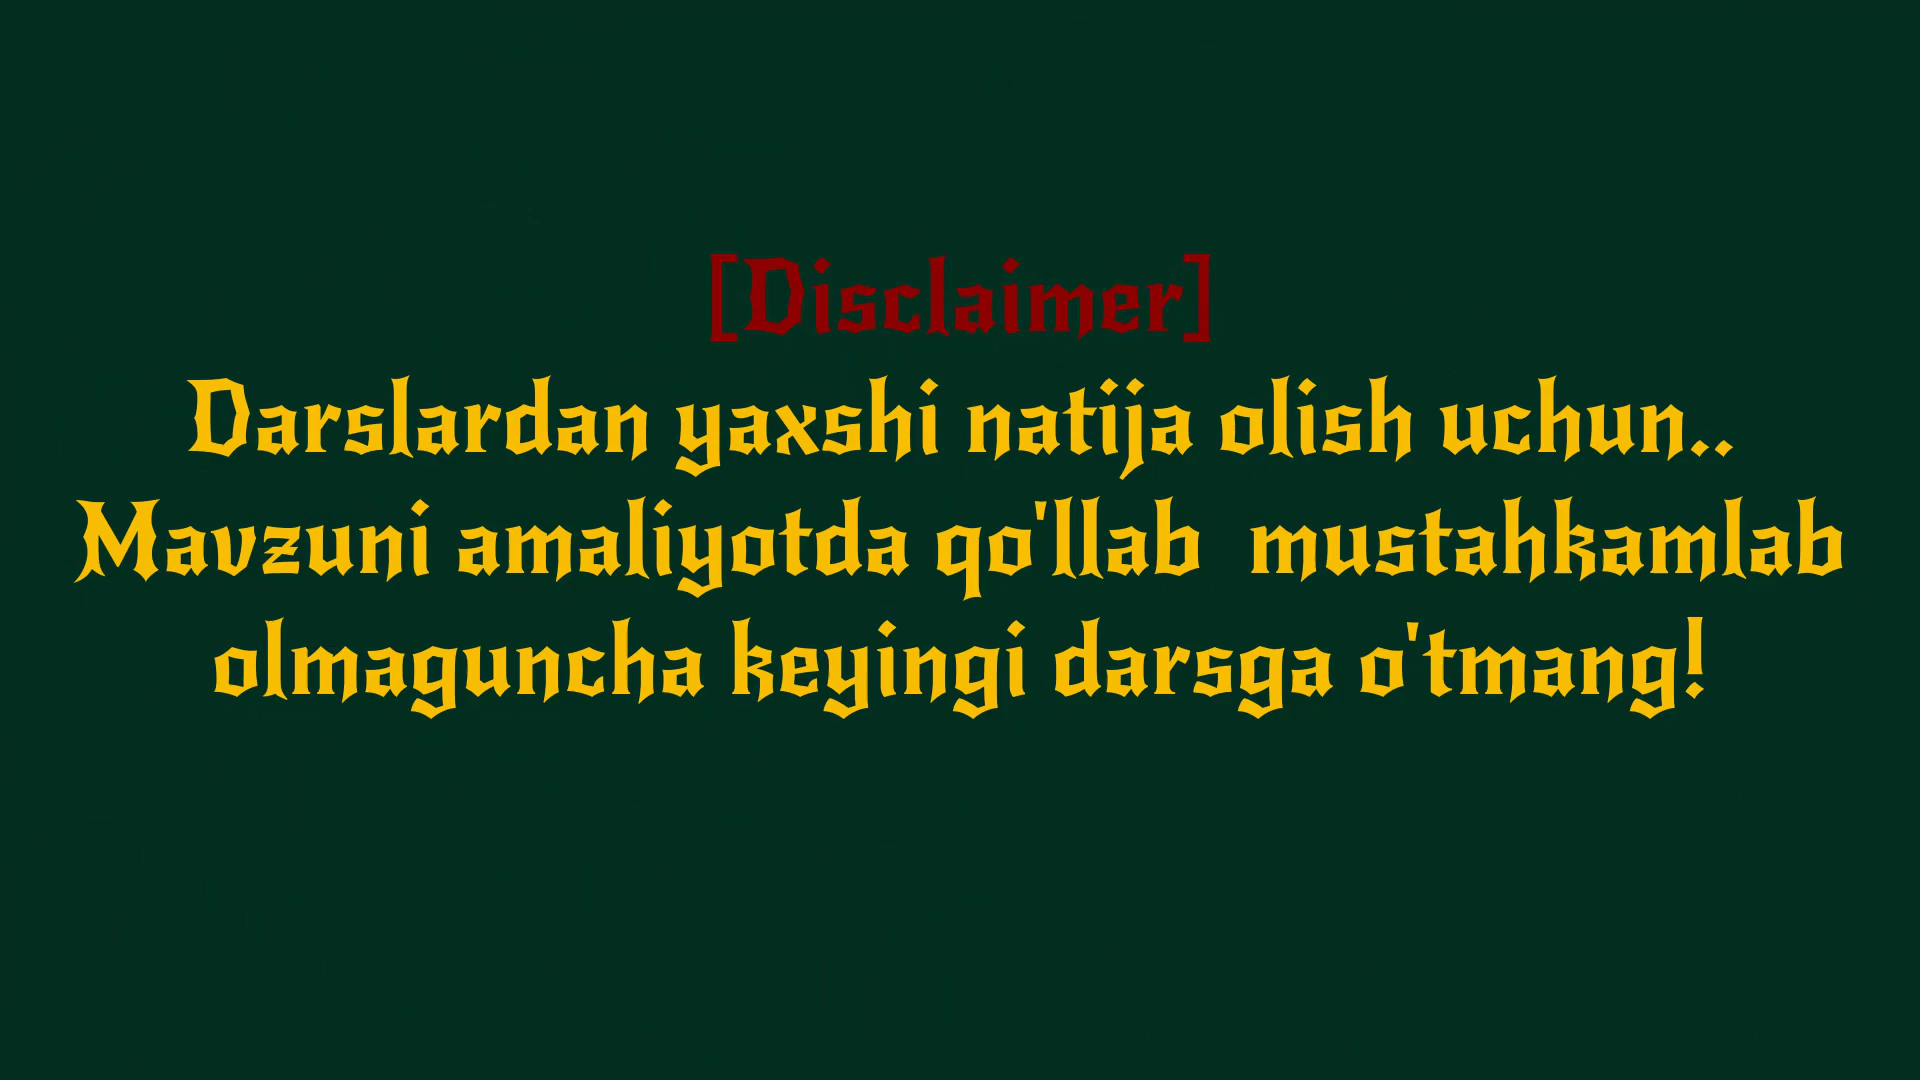 [Disclaimer]
Darslardan yaxshi natija olish uchun..
Mavzuni amaliyotda qo'llab  mustahkamlab
olmaguncha keyingi darsga o'tmang!